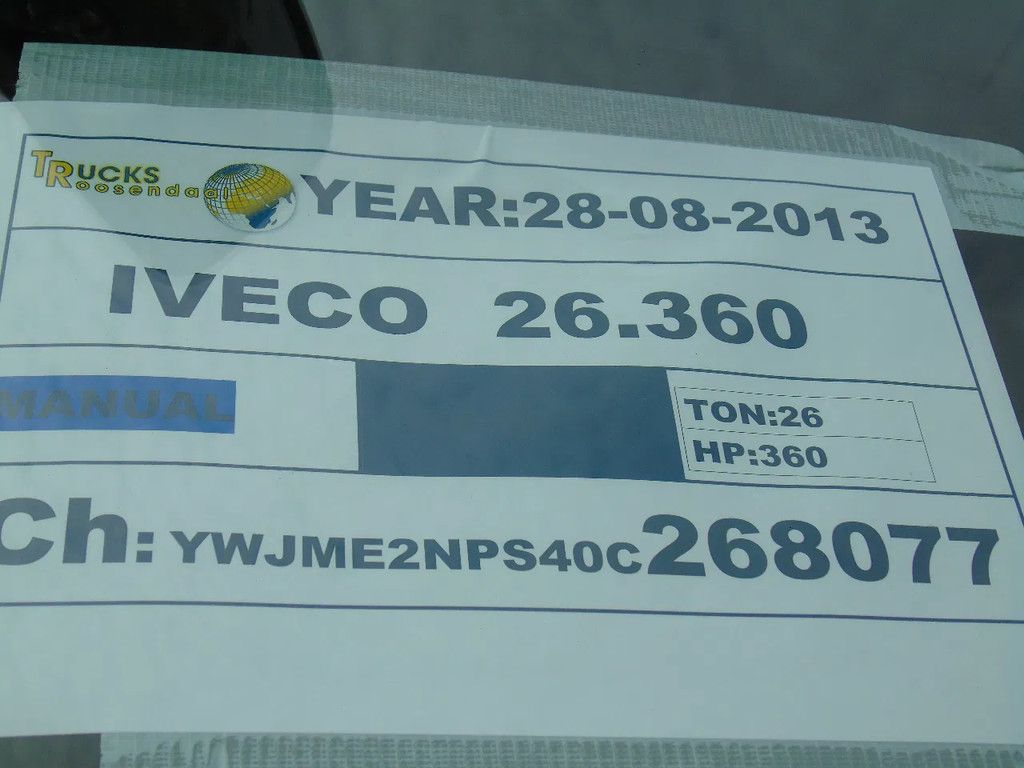 TRUCKS
Roosendaal
YEAR:28-08-2013
IVECO 26.360
MANUAL
TON:26
HP:360
Ch: YWJME2NPS40C268077